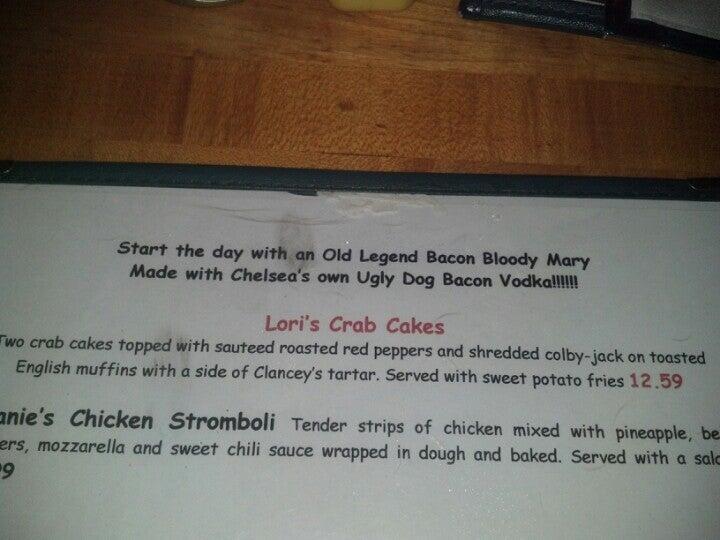 Start the day with an Old Legend Bacon Bloody Mary
Made with Chelsea's own Ugly Dog Bacon Vodka!!!!!!
Lori's Crab Cakes
Two crab cakes topped with sauteed roasted red peppers and shredded colby-jack on toasted
English muffins with a side of Clancey's tartar. Served with sweet potato fries 12.59
Chicken Stromboli Tender strips of chicken mixed with pineapple,
mozzarella and sweet chili sauce wrapped in dough and baked. Served with a